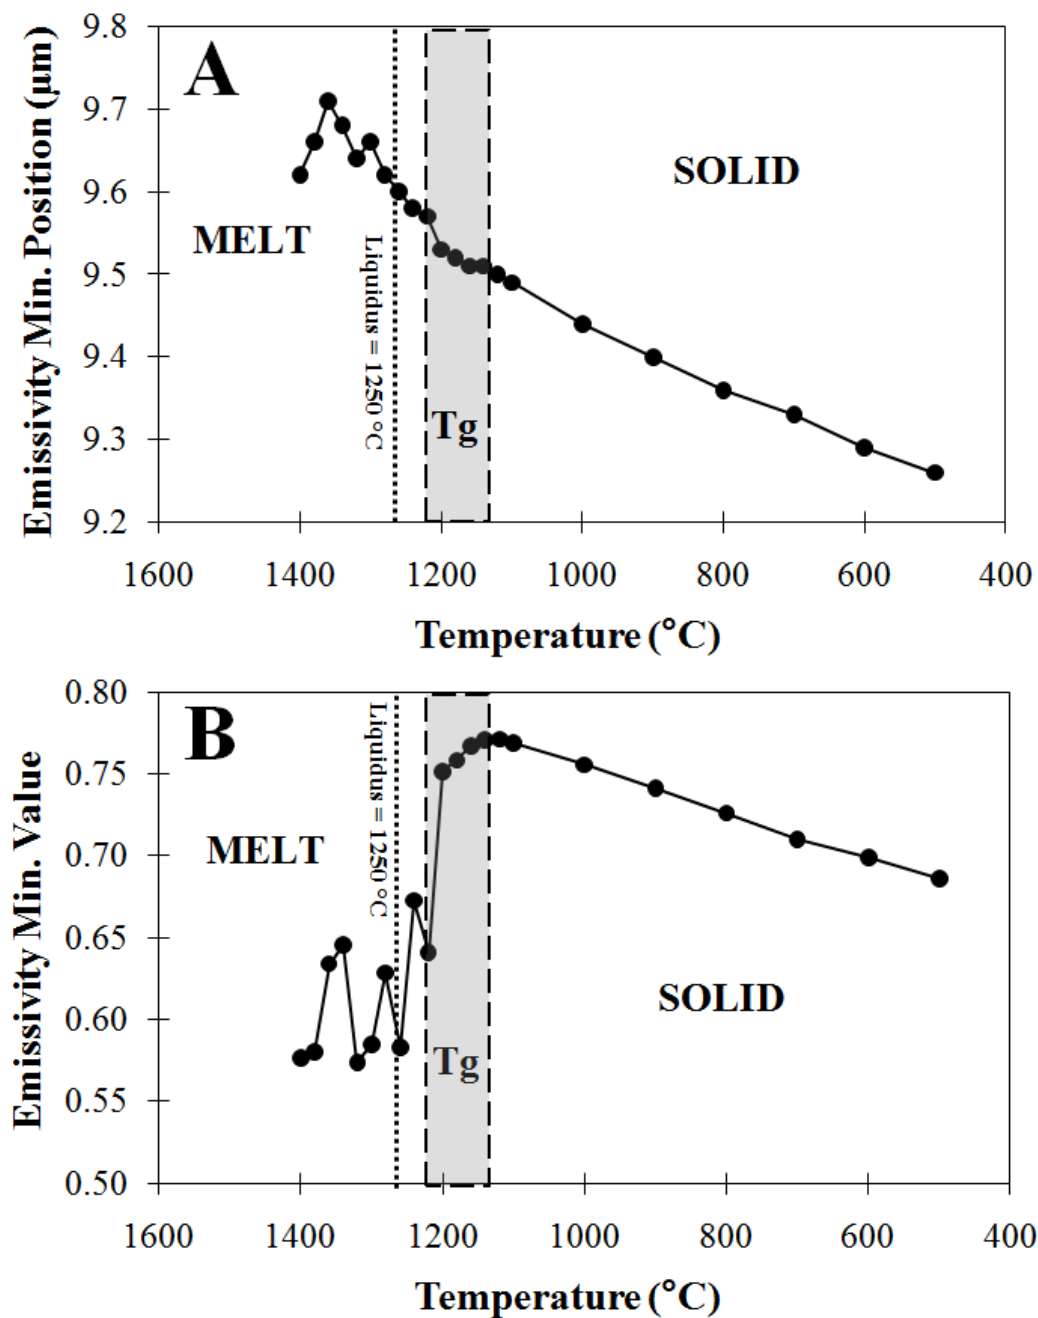 A
9.8
9.7
9.6
9.5
9.4
9.3
9.2
Emissivity Min. Position (µm)
MELT
Liquidus = 1250 °C
Tg
SOLID
1600 1400 1200 1000 800 600 400
Temperature (°C)
B
0.80
0.75
0.70
0.65
0.60
0.55
0.50
Emissivity Min. Value
MELT
Liquidus = 1250 °C
Tg
SOLID
1600 1400 1200 1000 800 600 400
Temperature (°C)